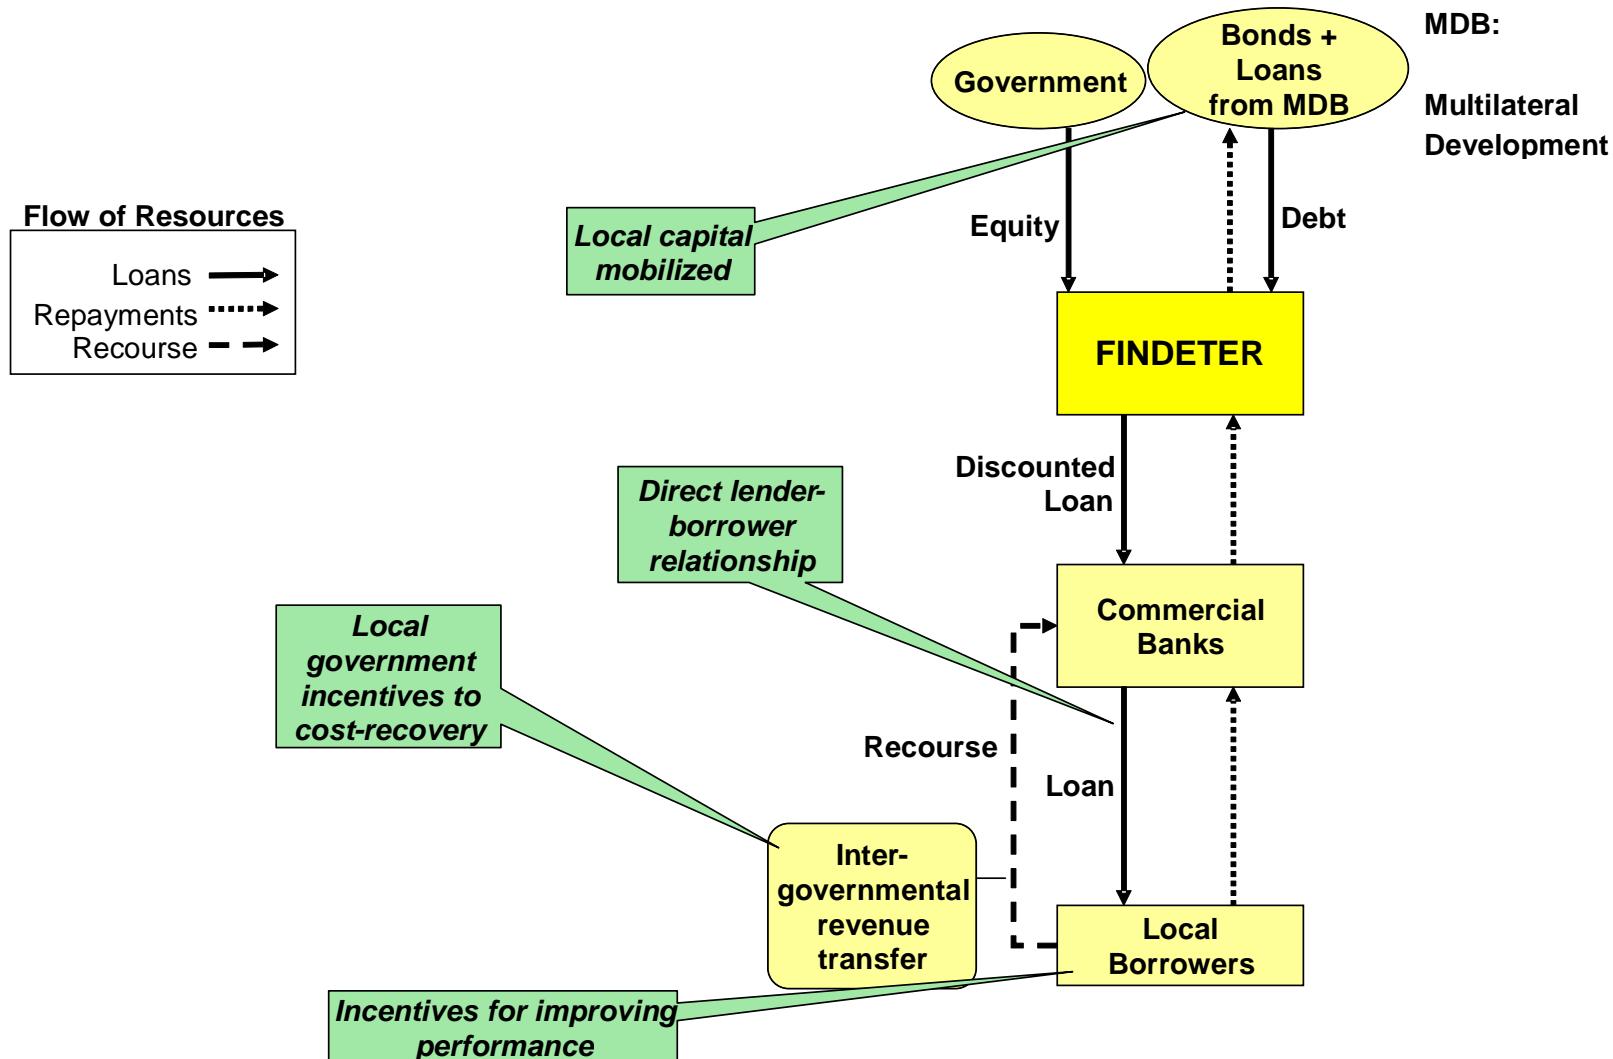 MDB:
Multilateral
Development
Government
Bonds +
Loans
from MDB
Flow of Resources
Loans
Repayments
Recourse
Local capital
mobilized
Equity
Debt
FINDETER
Discounted
Loan
Direct lender-
borrower
relationship
Commercial
Banks
Local
government
incentives to
cost-recovery
Recourse
Loan
Inter-
governmental
revenue
transfer
Local
Borrowers
Incentives for improving
performance